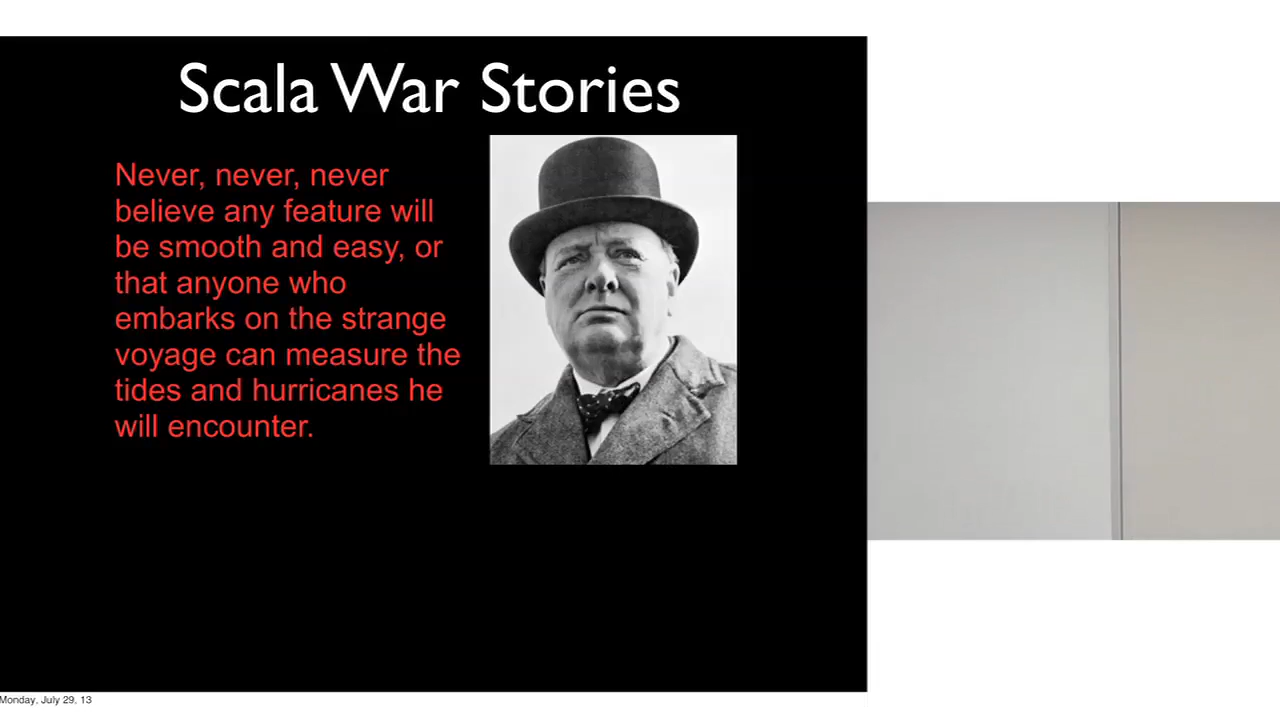 Scala War Stories
Never, never, never
believe any feature will
be smooth and easy, or
that anyone who
embarks on the strange
voyage can measure the
tides and hurricanes he
will encounter.
Monday, July 29, 13